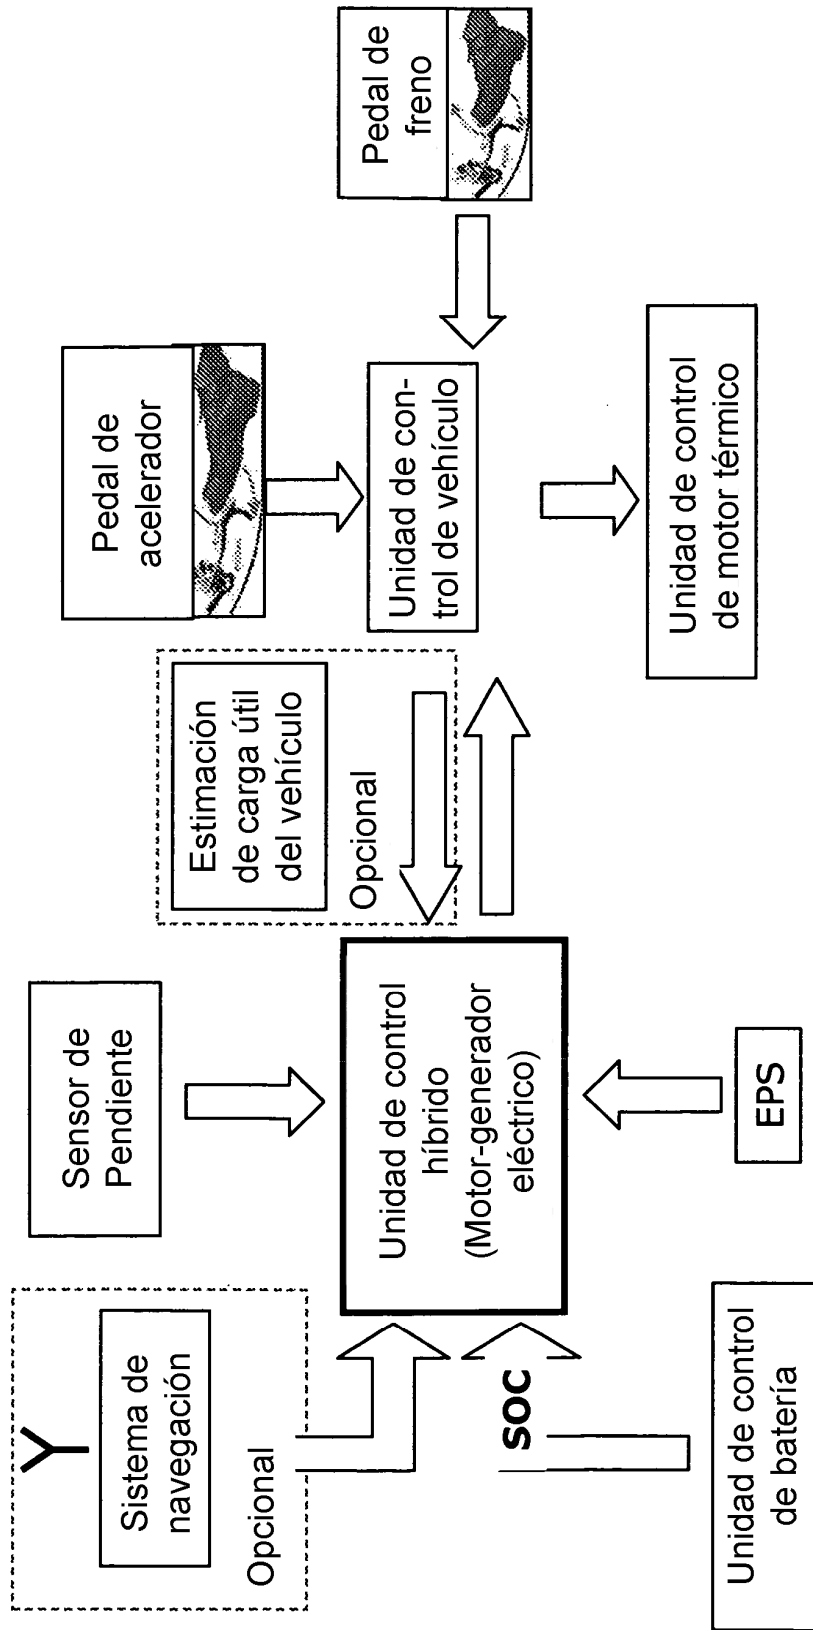 Sistema de
navegación
Opcional
Sensor de
Pendiente
Estimación
de carga útil
del vehículo
Opcional
Pedal de
acelerador
Pedal de
freno
Unidad de control
híbrido
(Motor-generador
eléctrico)
Unidad de con-
trol de vehículo
SOC
Unidad de control
de batería
EPS
Unidad de control
de motor térmico